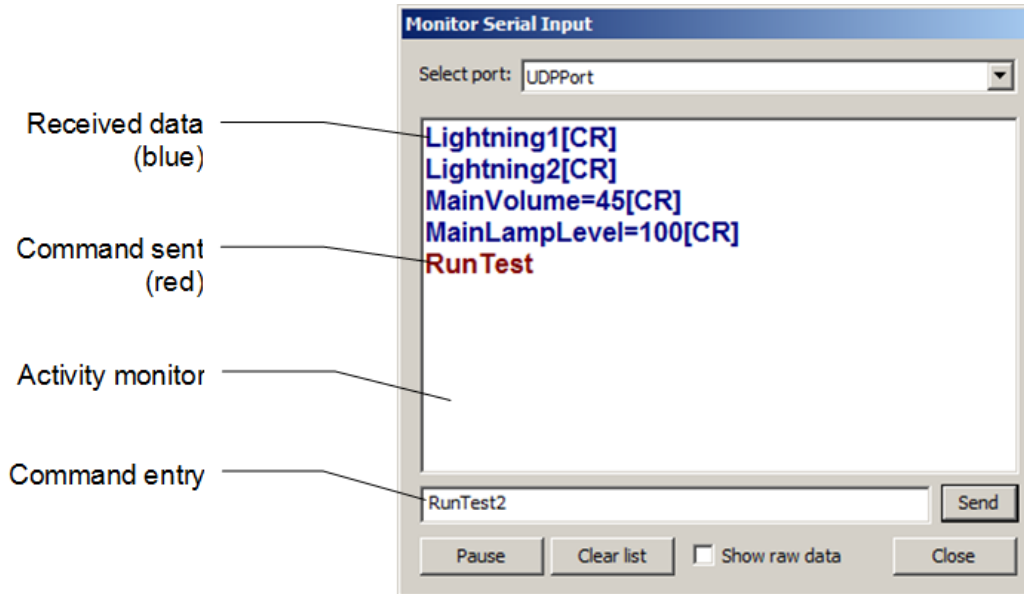 Monitor Serial Input
Select port: UDPPort
Received data
(blue)
Lightning1[CR]
Lightning2[CR]
MainVolume=45[CR]
MainLampLevel=100[CR]
Command sent
(red)
RunTest
Activity monitor
Command entry
RunTest2 Send
Pause Clear list Show raw data Close